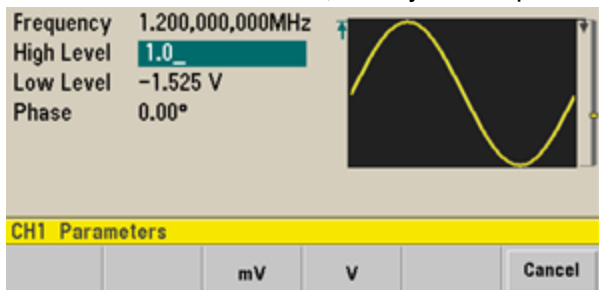 Frequency 1.200,000,000MHz
High Level 1.0_
Low Level -1.525 V
Phase 0.00°
CH1 Parameters
mV V Cancel